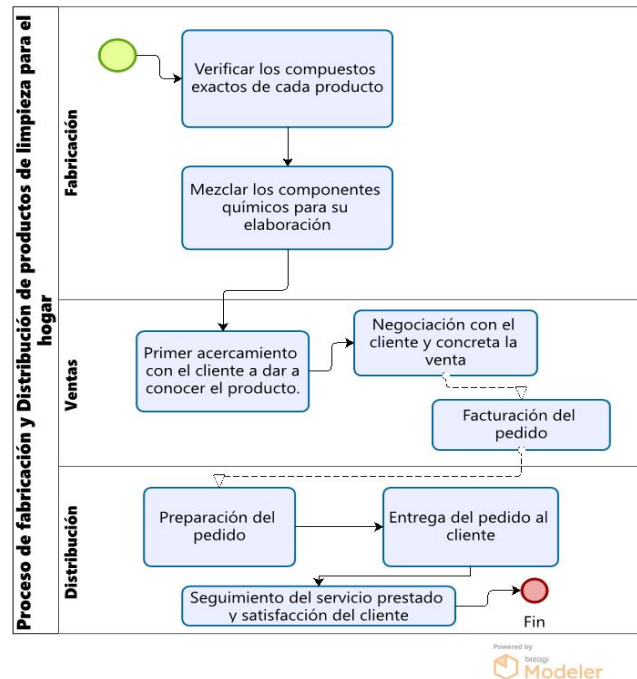 Proceso de fabricación y Distribución de productos de limpieza para el
hogar
Fabricación
Verificar los compuestos
exactos de cada producto
Mezclar los componentes
químicos para su
elaboración
Ventas
Primer acercamiento
con el cliente a dar a
conocer el producto.
Negociación con el
cliente y concreta la
venta
Facturación del
pedido
Distribución
Preparación del
pedido
Entrega del pedido al
cliente
Seguimiento del servicio prestado
y satisfacción del cliente
Fin
Powered by
bizagi
Modeler